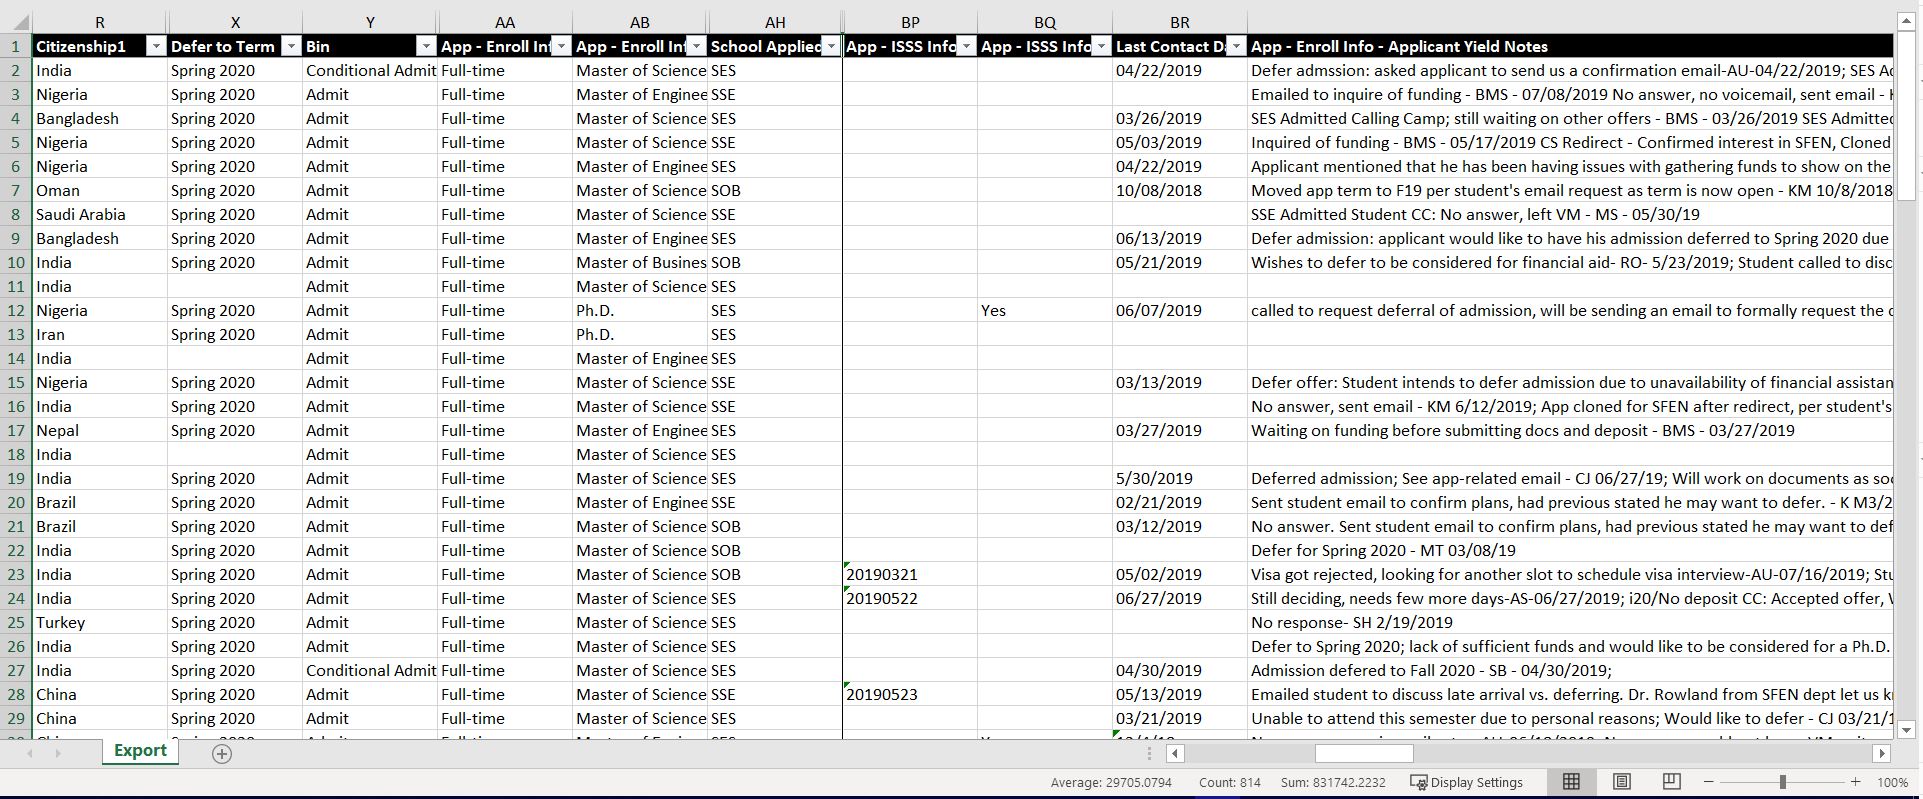 R X Y AA AB AH BP BQ BR
1 Citizenship1 Defer to Term Bin App - Enroll Inf App - Enroll Inf School Applied App - ISSS Info App - ISSS Info Last Contact D App - Enroll Info - Applicant Yield Notes
2 India Spring 2020 Conditional Admit Full-time Master of Science SES 04/22/2019 Defer admssion: asked applicant to send us a confirmation email-AU-04/22/2019; SES
3 Nigeria Spring 2020 Admit Full-time Master of Enginee SSE Emailed to inquire of funding - BMS - 07/08/2019 No answer, no voicemail, sent email -
4 Bangladesh Spring 2020 Admit Full-time Master of Science SES 03/26/2019 SES Admitted Calling Camp; still waiting on other offers - BMS - 03/26/2019 SES Admitted
5 Nigeria Spring 2020 Admit Full-time Master of Science SSE 05/03/2019 Inquired of funding - BMS - 05/17/2019 CS Redirect - Confirmed interest in SFEN, Cloned
6 Nigeria Spring 2020 Admit Full-time Master of Enginee SES 04/22/2019 Applicant mentioned that he has been having issues with gathering funds to show on the
7 Oman Spring 2020 Admit Full-time Master of Science SOB 10/08/2018 Moved app term to F19 per student's email request as term is now open - KM 10/8/2018
8 Saudi Arabia Spring 2020 Admit Full-time Master of Science SSE SSE Admitted Student CC: No answer, left VM - MS - 05/30/19
9 Bangladesh Spring 2020 Admit Full-time Master of Enginee SES 06/13/2019 Defer admission: applicant would like to have his admission deferred to Spring 2020 due
10 India Spring 2020 Admit Full-time Master of Busines SOB 05/21/2019 Wishes to defer to be considered for financial aid- RO- 5/23/2019; Student called to disc
11 India Admit Full-time Master of Science SES
12 Nigeria Spring 2020 Admit Full-time Ph.D. SES Yes 06/07/2019 called to request deferral of admission, will be sending an email to formally request the
13 Iran Spring 2020 Admit Full-time Ph.D. SES
14 India Admit Full-time Master of Enginee SES
15 Nigeria Spring 2020 Admit Full-time Master of Science SSE 03/13/2019 Defer offer: Student intends to defer admission due to unavailability of financial assistan
16 India Spring 2020 Admit Full-time Master of Science SSE No answer, sent email - KM 6/12/2019; App cloned for SFEN after redirect, per student's
17 Nepal Spring 2020 Admit Full-time Master of Enginee SES 03/27/2019 Waiting on funding before submitting docs and deposit - BMS - 03/27/2019
18 India Admit Full-time Master of Science SES
19 India Spring 2020 Admit Full-time Master of Science SES 5/30/2019 Deferred admission; See app-related email - CJ 06/27/19; Will work on documents as
20 Brazil Spring 2020 Admit Full-time Master of Enginee SSE 02/21/2019 Sent student email to confirm plans, had previous stated he may want to defer. - K M3/2
21 Brazil Spring 2020 Admit Full-time Master of Science SOB 03/12/2019 No answer. Sent student email to confirm plans, had previous stated he may want to def
22 India Spring 2020 Admit Full-time Master of Science SOB Defer for Spring 2020 - MT 03/08/19
23 India Spring 2020 Admit Full-time Master of Science SOB 20190321 05/02/2019 Visa got rejected, looking for another slot to schedule visa interview-AU-07/16/2019;
24 India Spring 2020 Admit Full-time Master of Science SES 20190522 06/27/2019 Still deciding, needs few more days-AS-06/27/2019; i20/No deposit CC: Accepted offer,
25 Turkey Spring 2020 Admit Full-time Master of Science SES No response- SH 2/19/2019
26 India Spring 2020 Admit Full-time Master of Science SES Defer to Spring 2020; lack of sufficient funds and would like to be considered for a Ph.D.
27 India Spring 2020 Conditional Admit Full-time Master of Science SES 04/30/2019 Admission defered to Fall 2020 - SB - 04/30/2019;
28 China Spring 2020 Admit Full-time Master of Science SSE 20190523 05/13/2019 Emailed student to discuss late arrival vs. deferring. Dr. Rowland from SFEN dept let us
29 China Spring 2020 Admit Full-time Master of Science SES 03/21/2019 Unable to attend this semester due to personal reasons; Would like to defer - CJ 03/21/1
Export
Average: 29705.0794 Count: 814 Sum: 831742.2232 Display Settings 100%